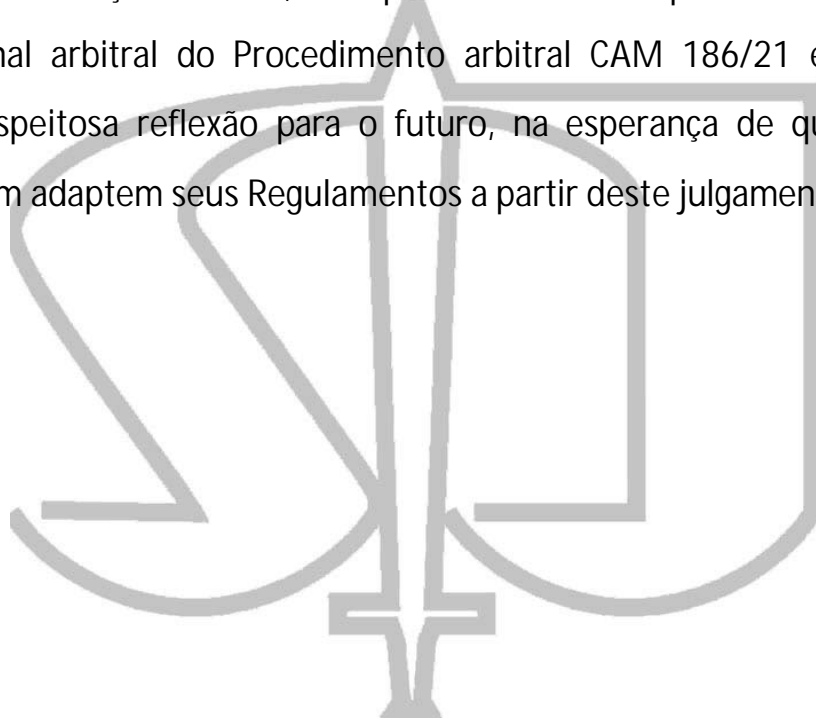 nal arbitral do Procedimento arbitral CAM 186/21 e
speitosa reflexão para o futuro, na esperança de qu
m adaptem seus Regulamentos a partir deste julgamen